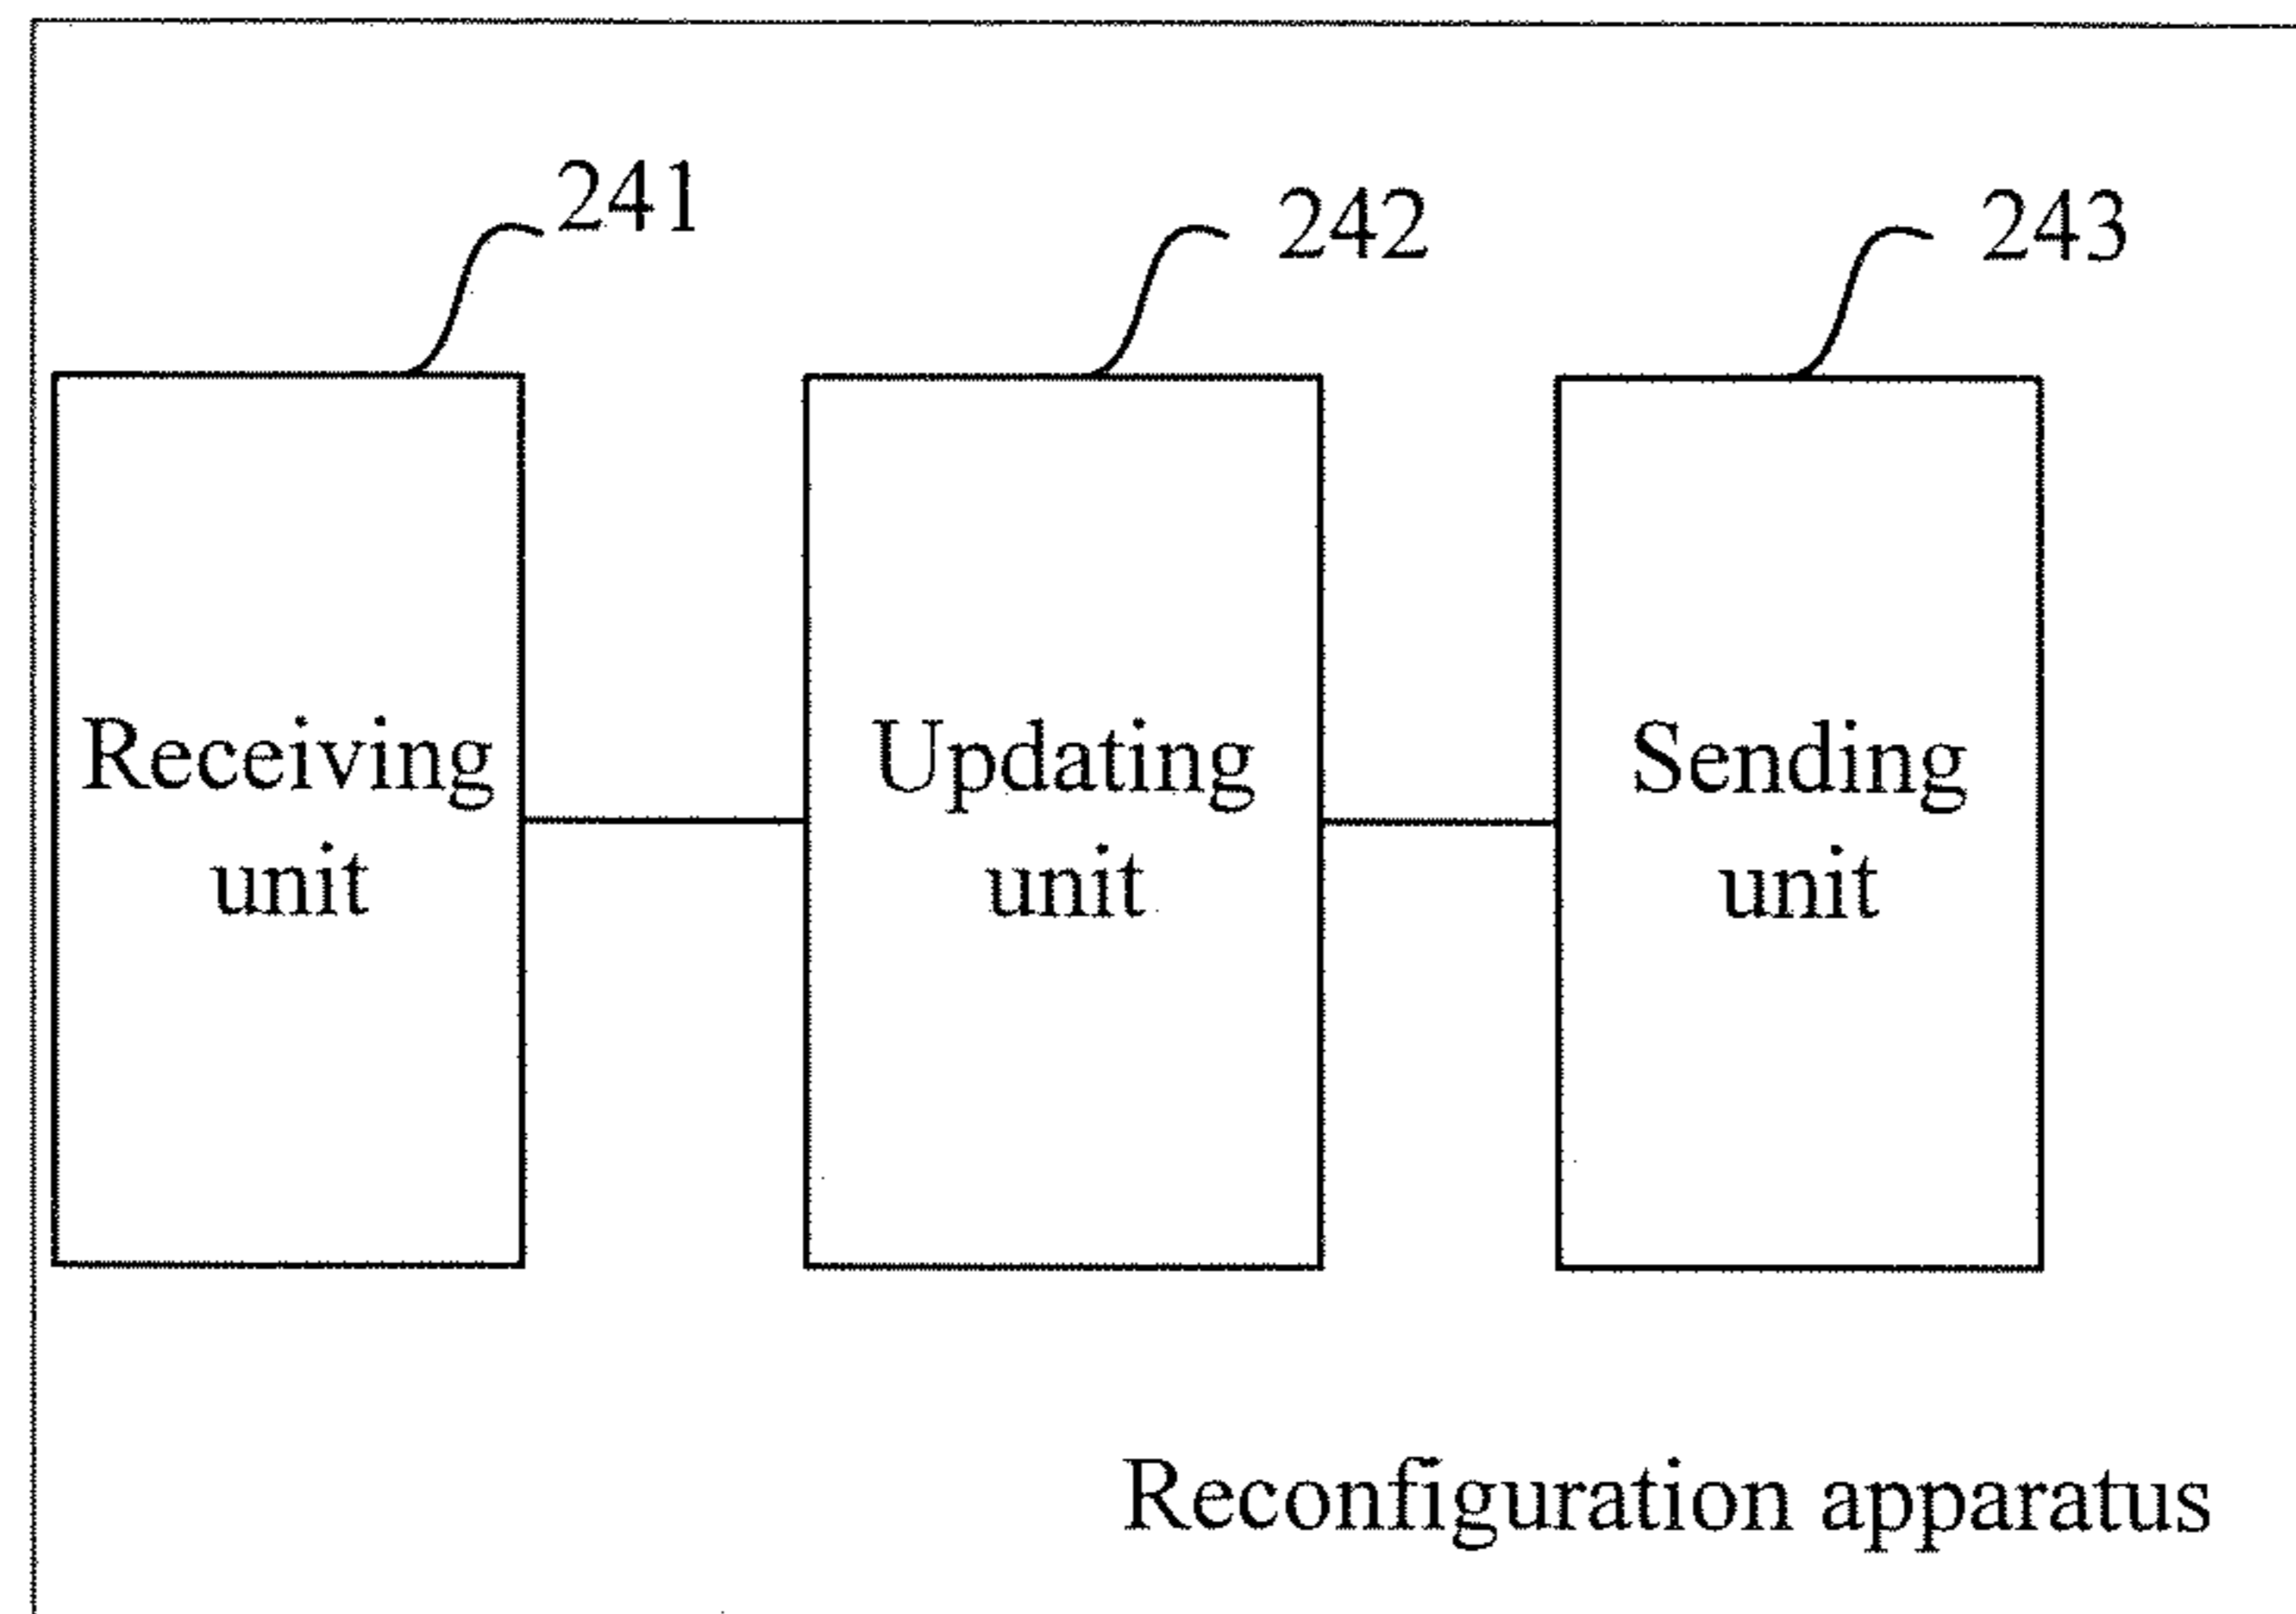 241
242
243
Receiving
unit
Updating
unit
Sending
unit
Reconfiguration apparatus